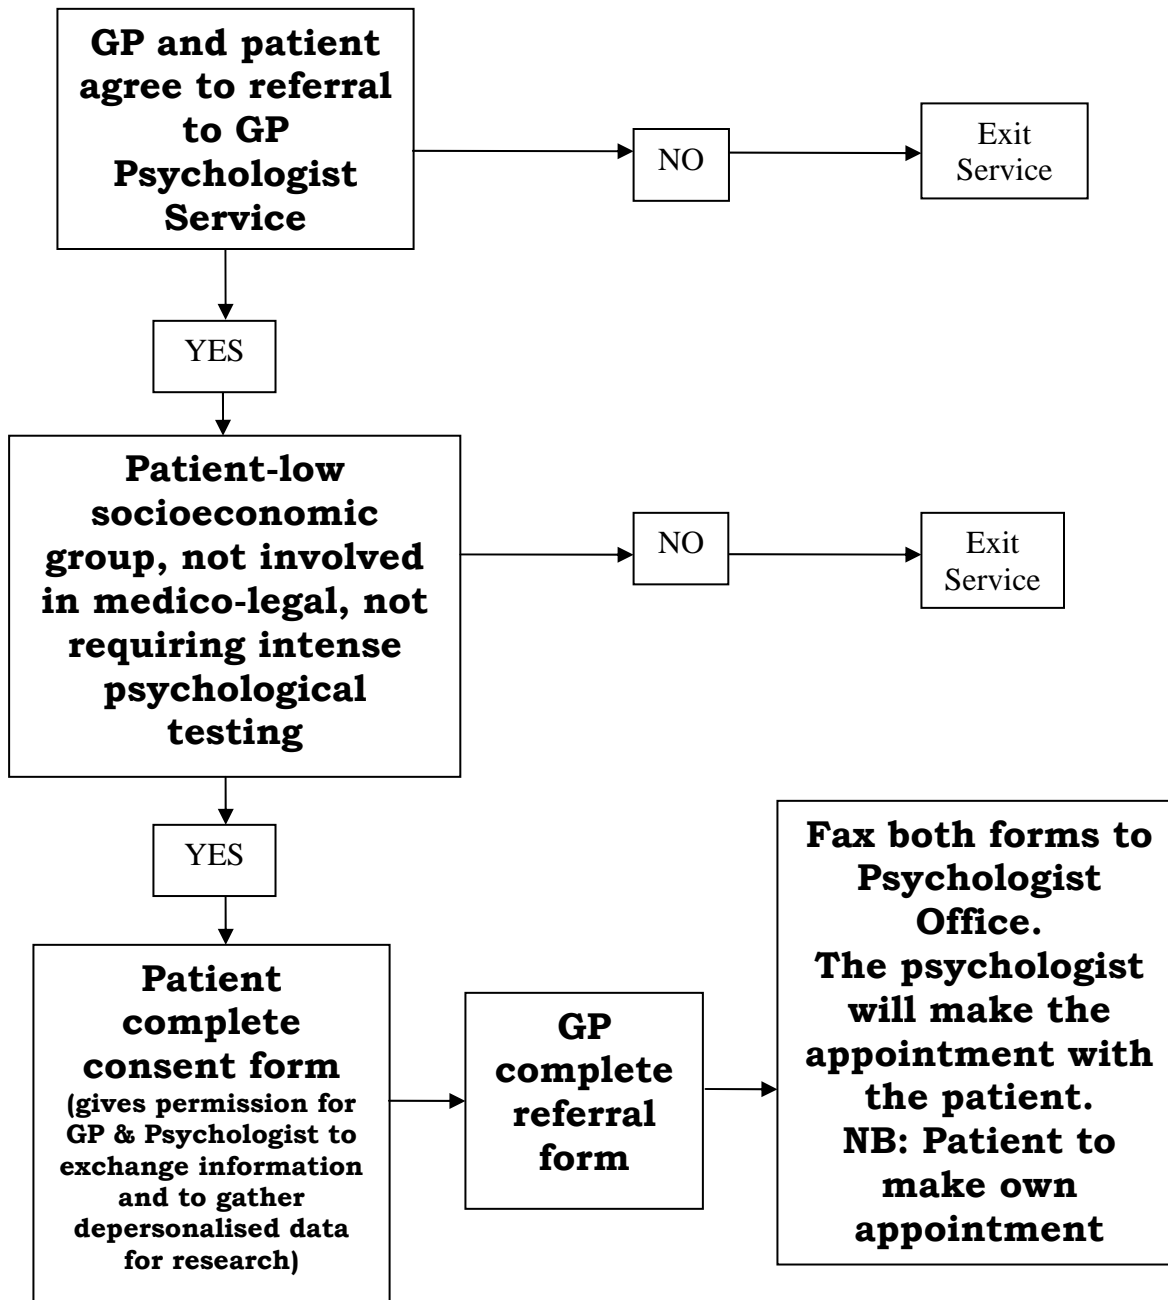 GP and patient
agree to referral
to GP
Psychologist
Service
NO
Exit
Service
YES
Patient-low
socioeconomic
group, not involved
in medico-legal, not
requiring intense
psychological
testing
NO
Exit
Service
YES
Patient
complete
consent form
(gives permission for
GP & Psychologist to
exchange information
and to gather
depersonalised data
for research)
GP
complete
referral
form
Fax both forms to
Psychologist
Office.
The psychologist
will make the
appointment with
the patient.
NB: Patient to
make own
appointment